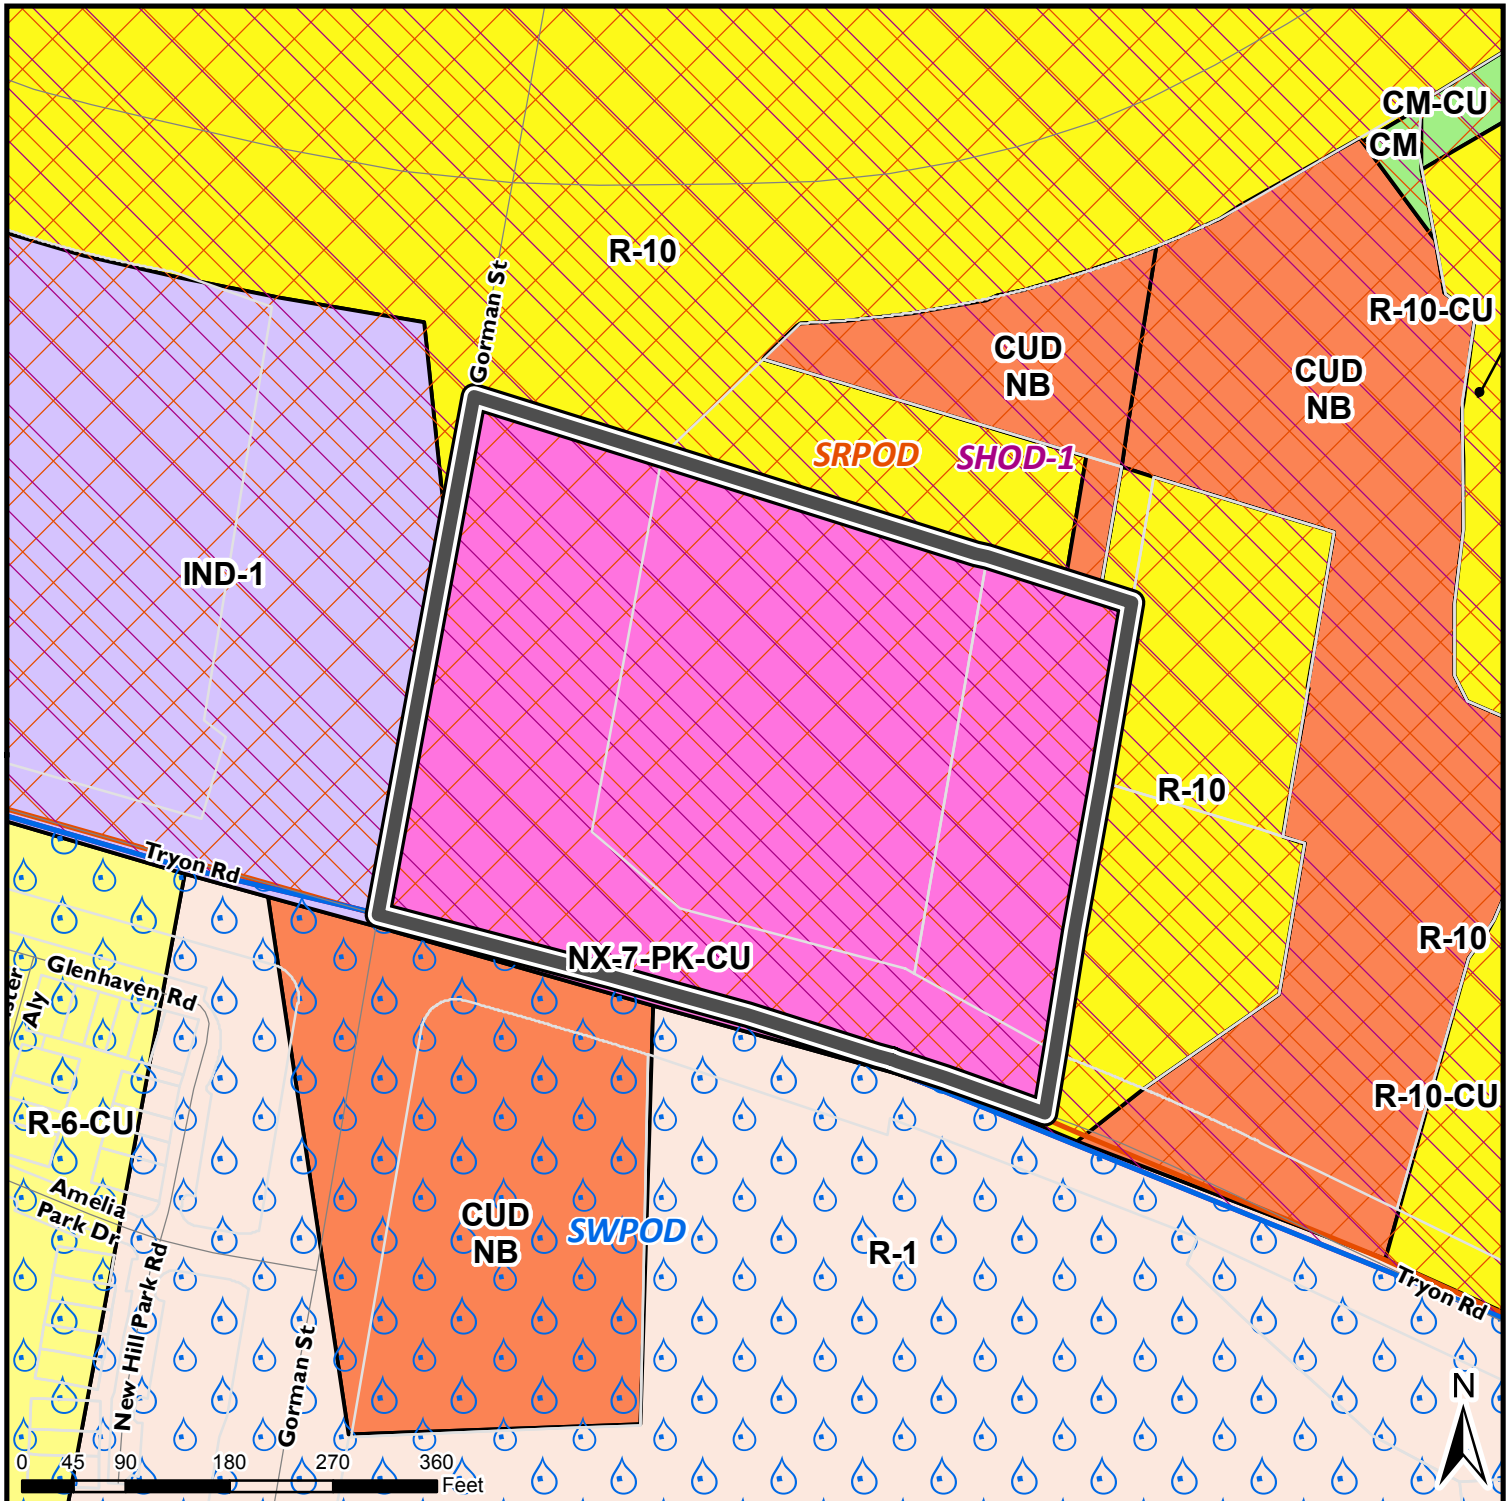 CM-CU
CM
R-10
Gorman St
R-10-CU
CUD
NB
CUD
NB
SRPOD
SHOD-1
IND-1
R-10
Tryon Rd
R-10
NX-7-PK-CU
Glenhaven Rd
ster
Aly
R-6-CU
R-10-CU
Amelia
Park Dr
CUD
NB
SWPOD
R-1
New Hill Park Rd
Gorman St
Tryon Rd
N
0 45 90 180 270 360
Feet